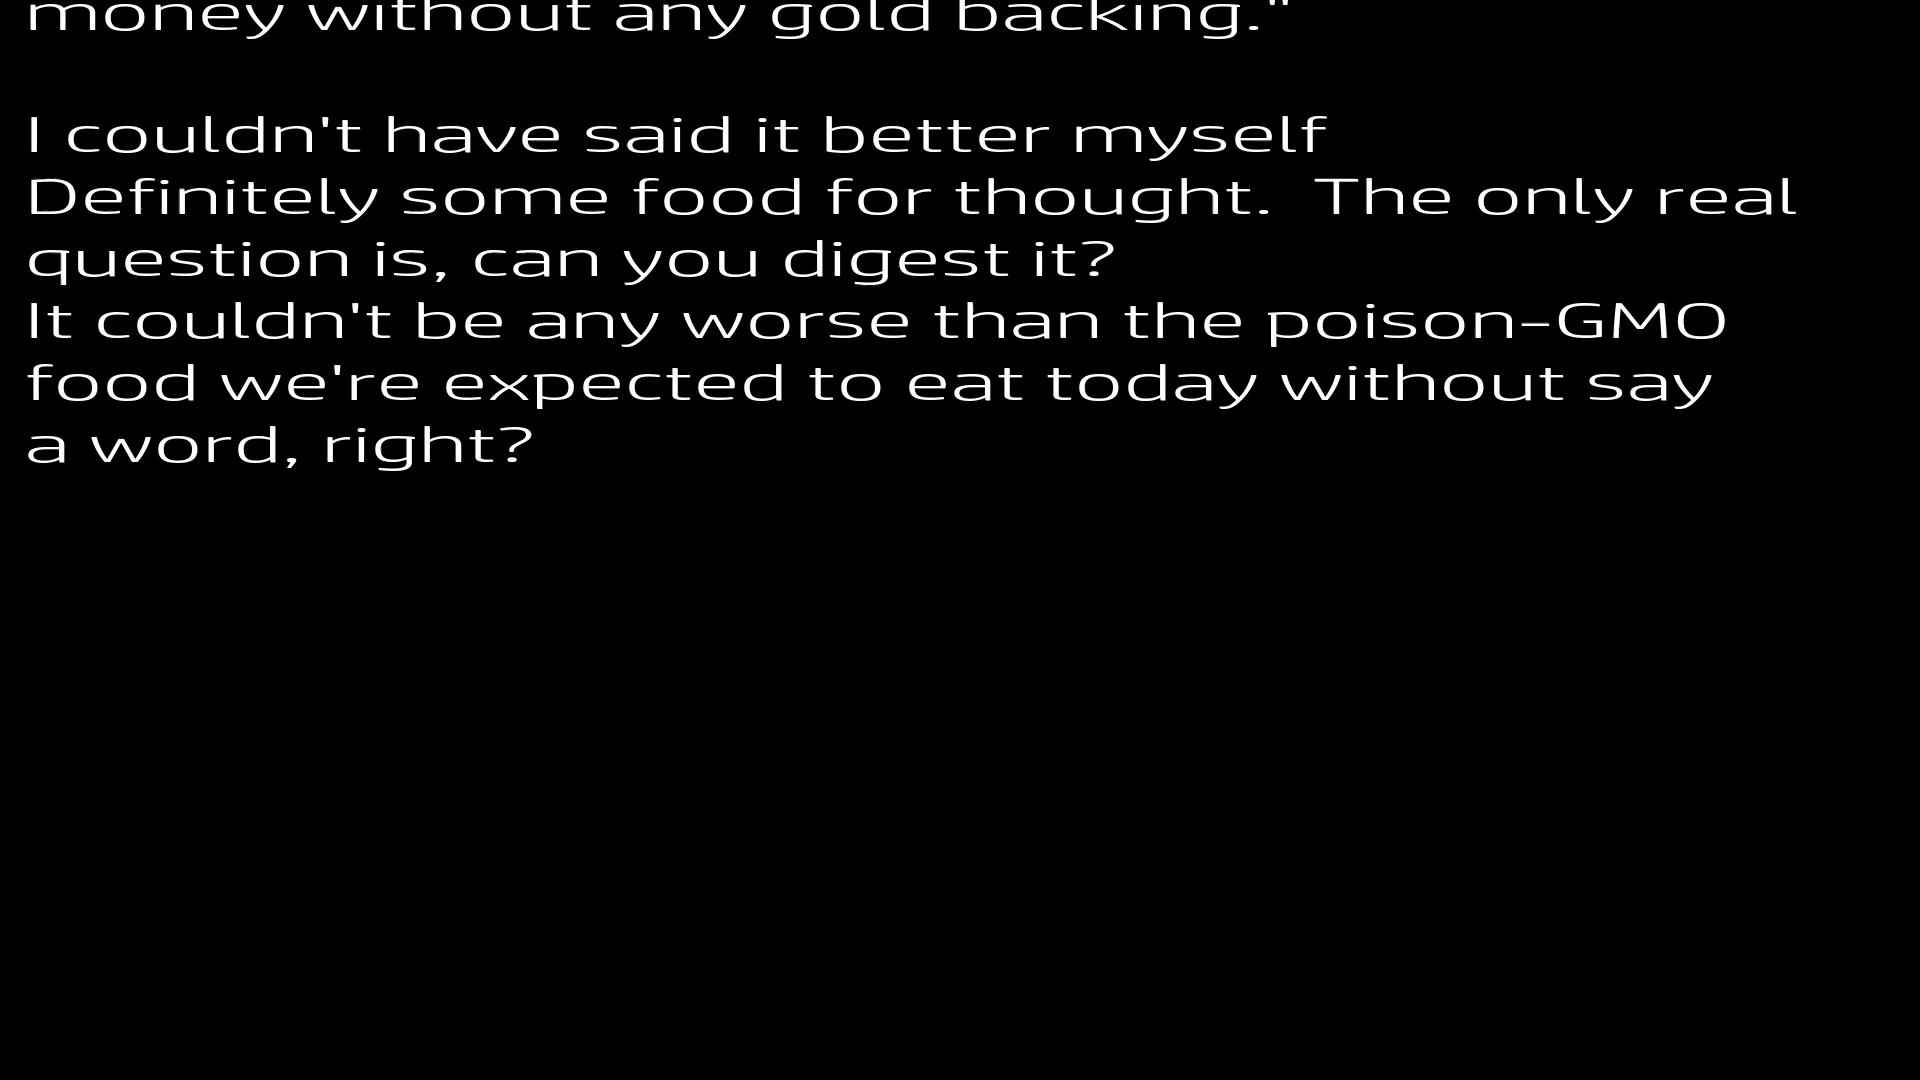 money without any gold backing."
I couldn't have said it better myself
Definitely some food for thought.  The only real
question is, can you digest it?
It couldn't be any worse than the poison-GMO
food we're expected to eat today without say
a word, right?